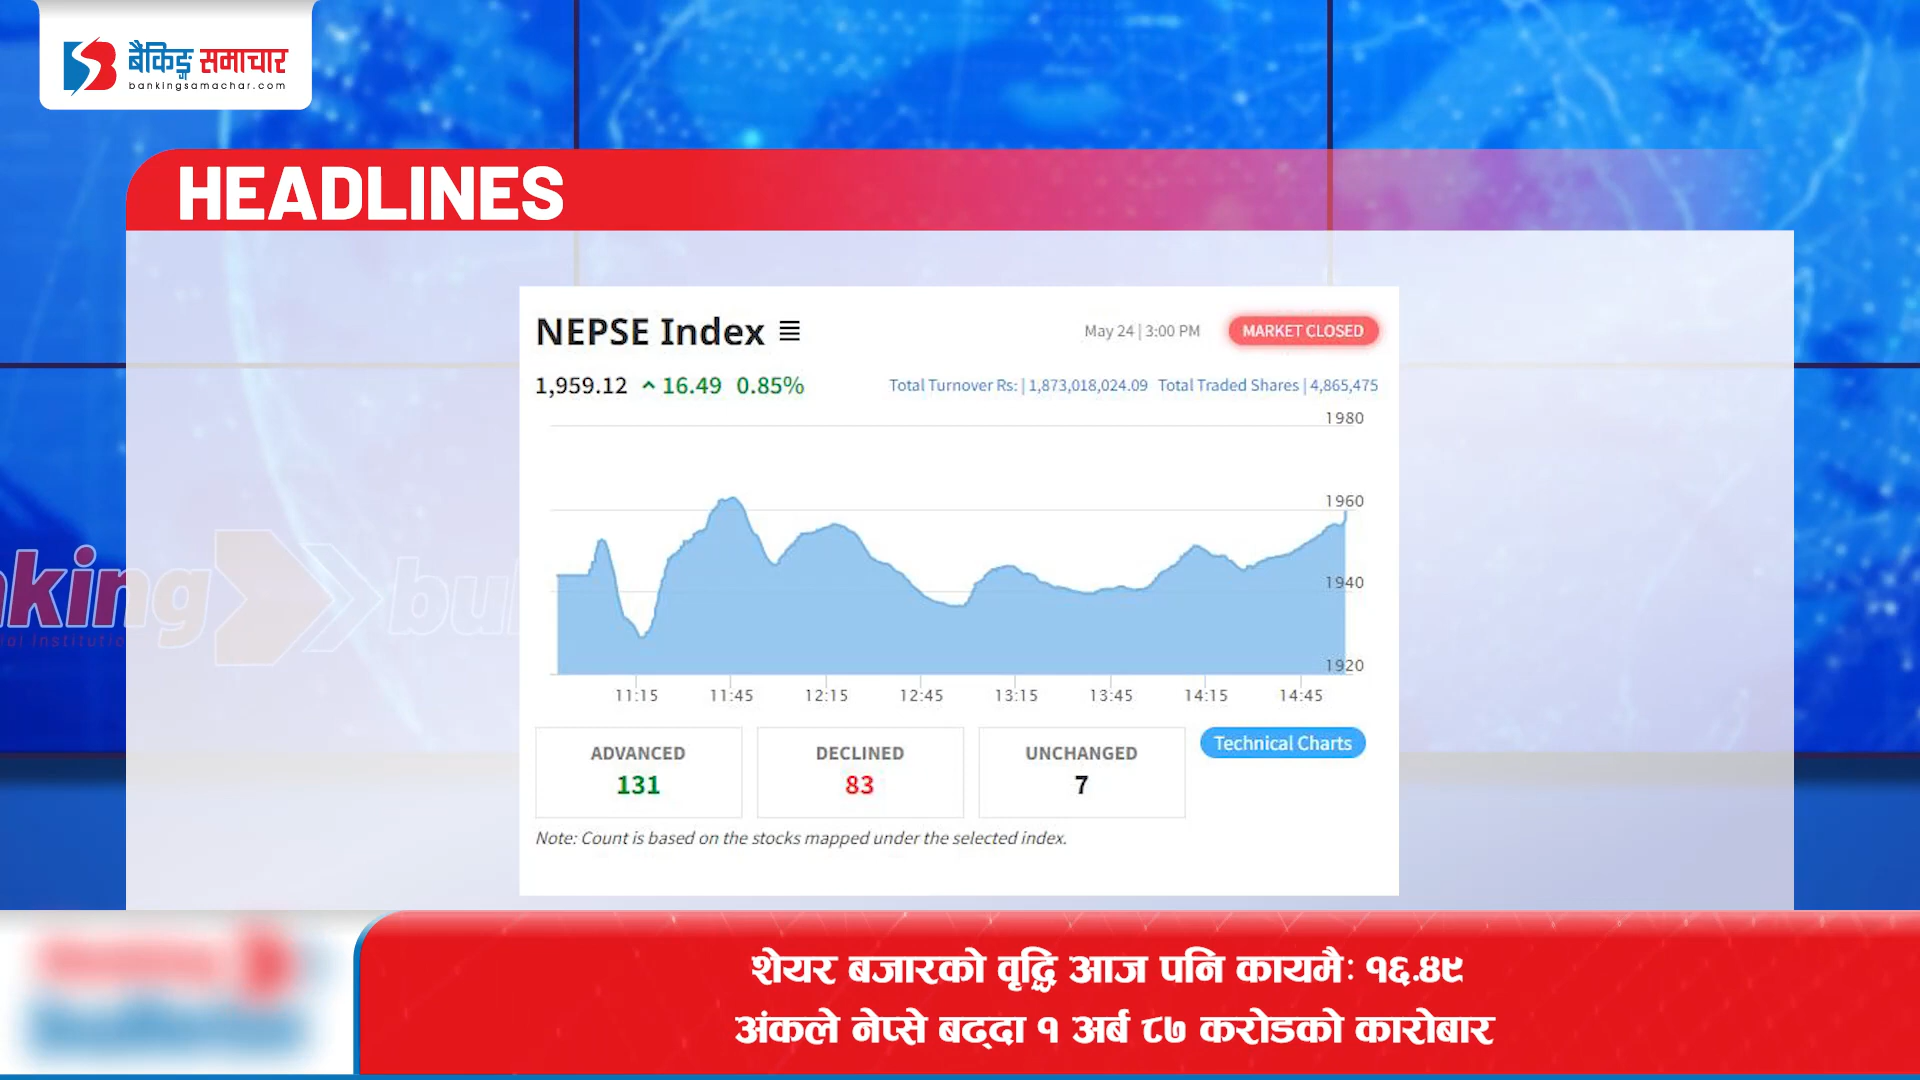 बैकिङ्ग समाचार
bankingsamachar.com
HEADLINES
NEPSE Index
May 24 | 3:00 PM
MARKET CLOSED
1,959.12 16.49 0.85%
Total Turnover Rs: | 1,873,018,024.09 Total Traded Shares | 4,865,475
1980
1960
1940
1920
11:15 11:45 12:15 12:45 13:15 13:45 14:15 14:45
ADVANCED
131
DECLINED
83
UNCHANGED
7
Technical Charts
Note: Count is based on the stocks mapped under the selected index.
शेयर बजारको वृद्धि आज पनि कायमैः १६.४९
अंकले नेप्से बढ्दा १ अर्ब ८७ करोडको कारोबार